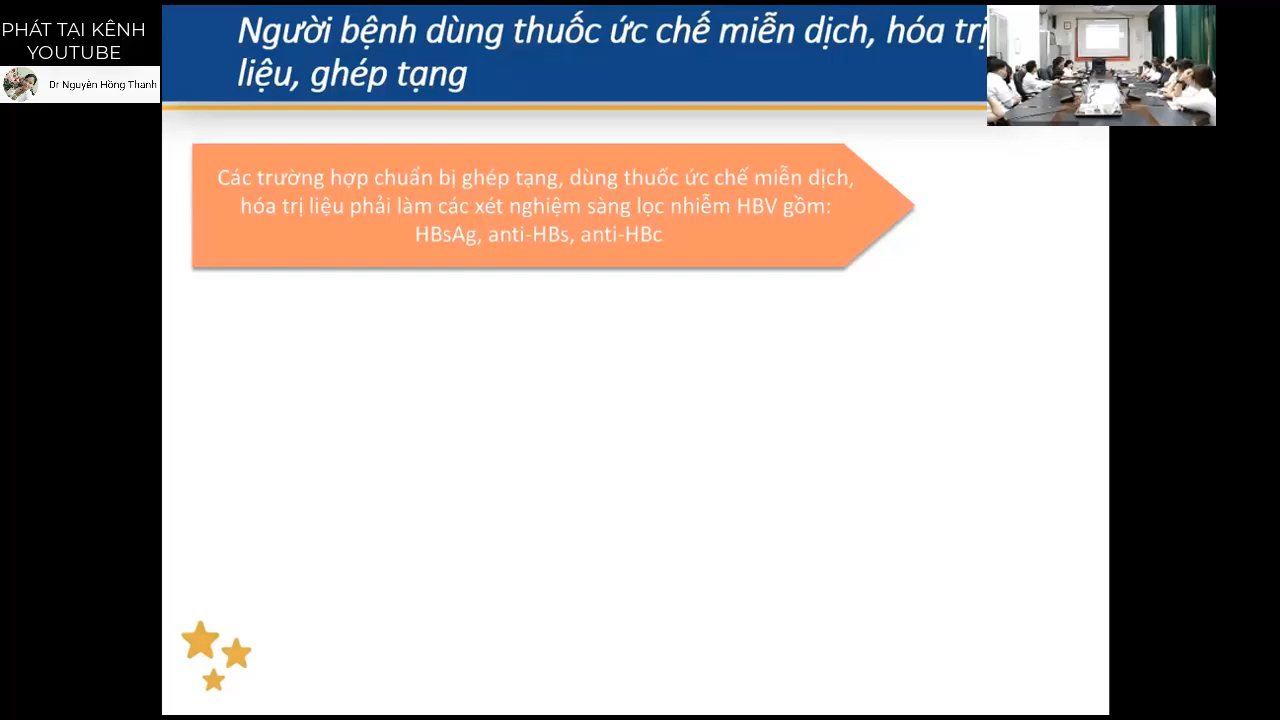 PHÁT TẠI KÊNH
YOUTUBE
Dr Nguyễn Hồng Thanh
Người bệnh dùng thuốc ức chế miễn dịch, hóa trị
liệu, ghép tạng
Các trường hợp chuẩn bị ghép tạng, dùng thuốc ức chế miễn dịch,
hóa trị liệu phải làm các xét nghiệm sàng lọc nhiễm HBV gồm:
HBsAg, anti-HBs, anti-HBc